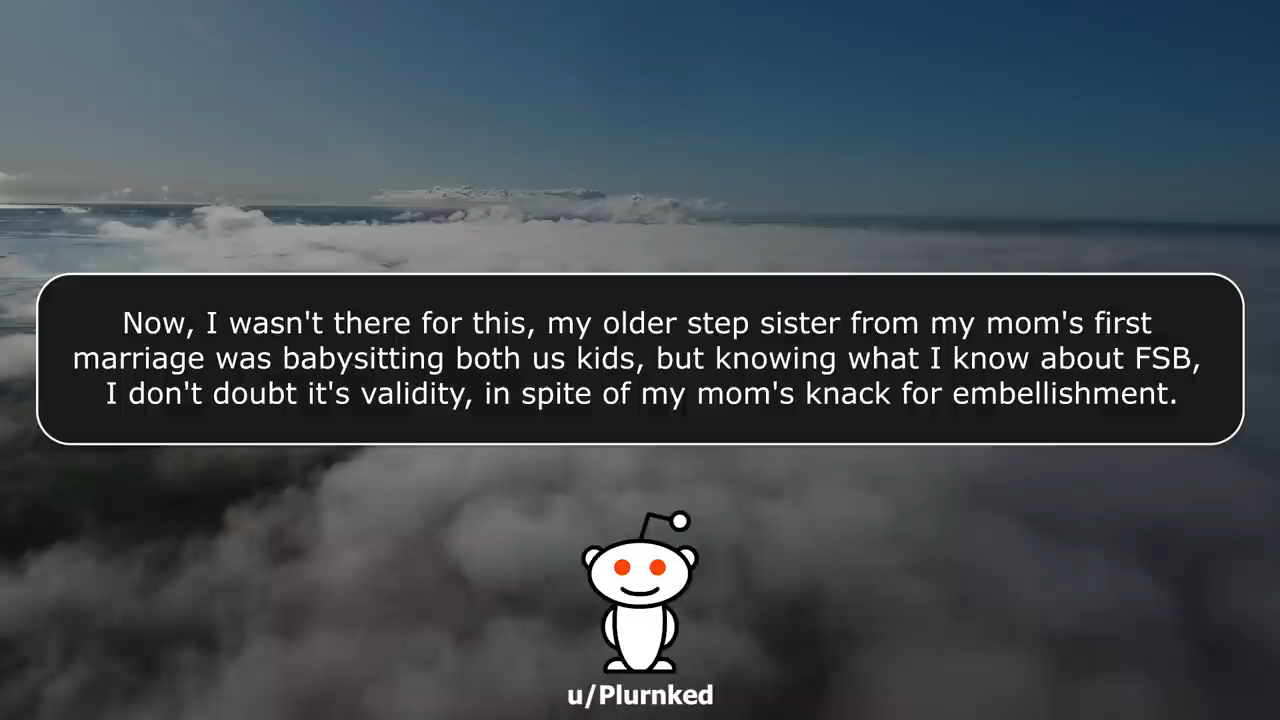 Now, I wasn't there for this, my older step sister from my mom's first
marriage was babysitting both us kids, but knowing what I know about FSB,
I don't doubt it's validity, in spite of my mom's knack for embellishment.
u/Plurnked